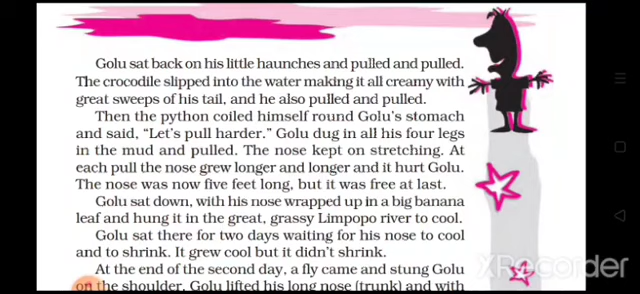 Golu sat back on his little haunches and pulled and pulled.
The crocodile slipped into the water making it all creamy with
great sweeps of his tail, and he also pulled and pulled.
Then the python coiled himself round Golu's stomach
and said, “Let's pull harder.” Golu dug in all his four legs
in the mud and pulled. The nose kept on stretching. At
each pull the nose grew longer and longer and it hurt Golu.
The nose was now five feet long, but it was free at last.
Golu sat down, with his nose wrapped up in a big banana
leaf and hung it in the great, grassy Limpopo river to cool.
Golu sat there for two days waiting for his nose to cool
and to shrink. It grew cool but it didn't shrink.
At the end of the second day, a fly came and stung Golu
on the shoulder. Golu lifted his long nose (trunk) and with
XRecorder